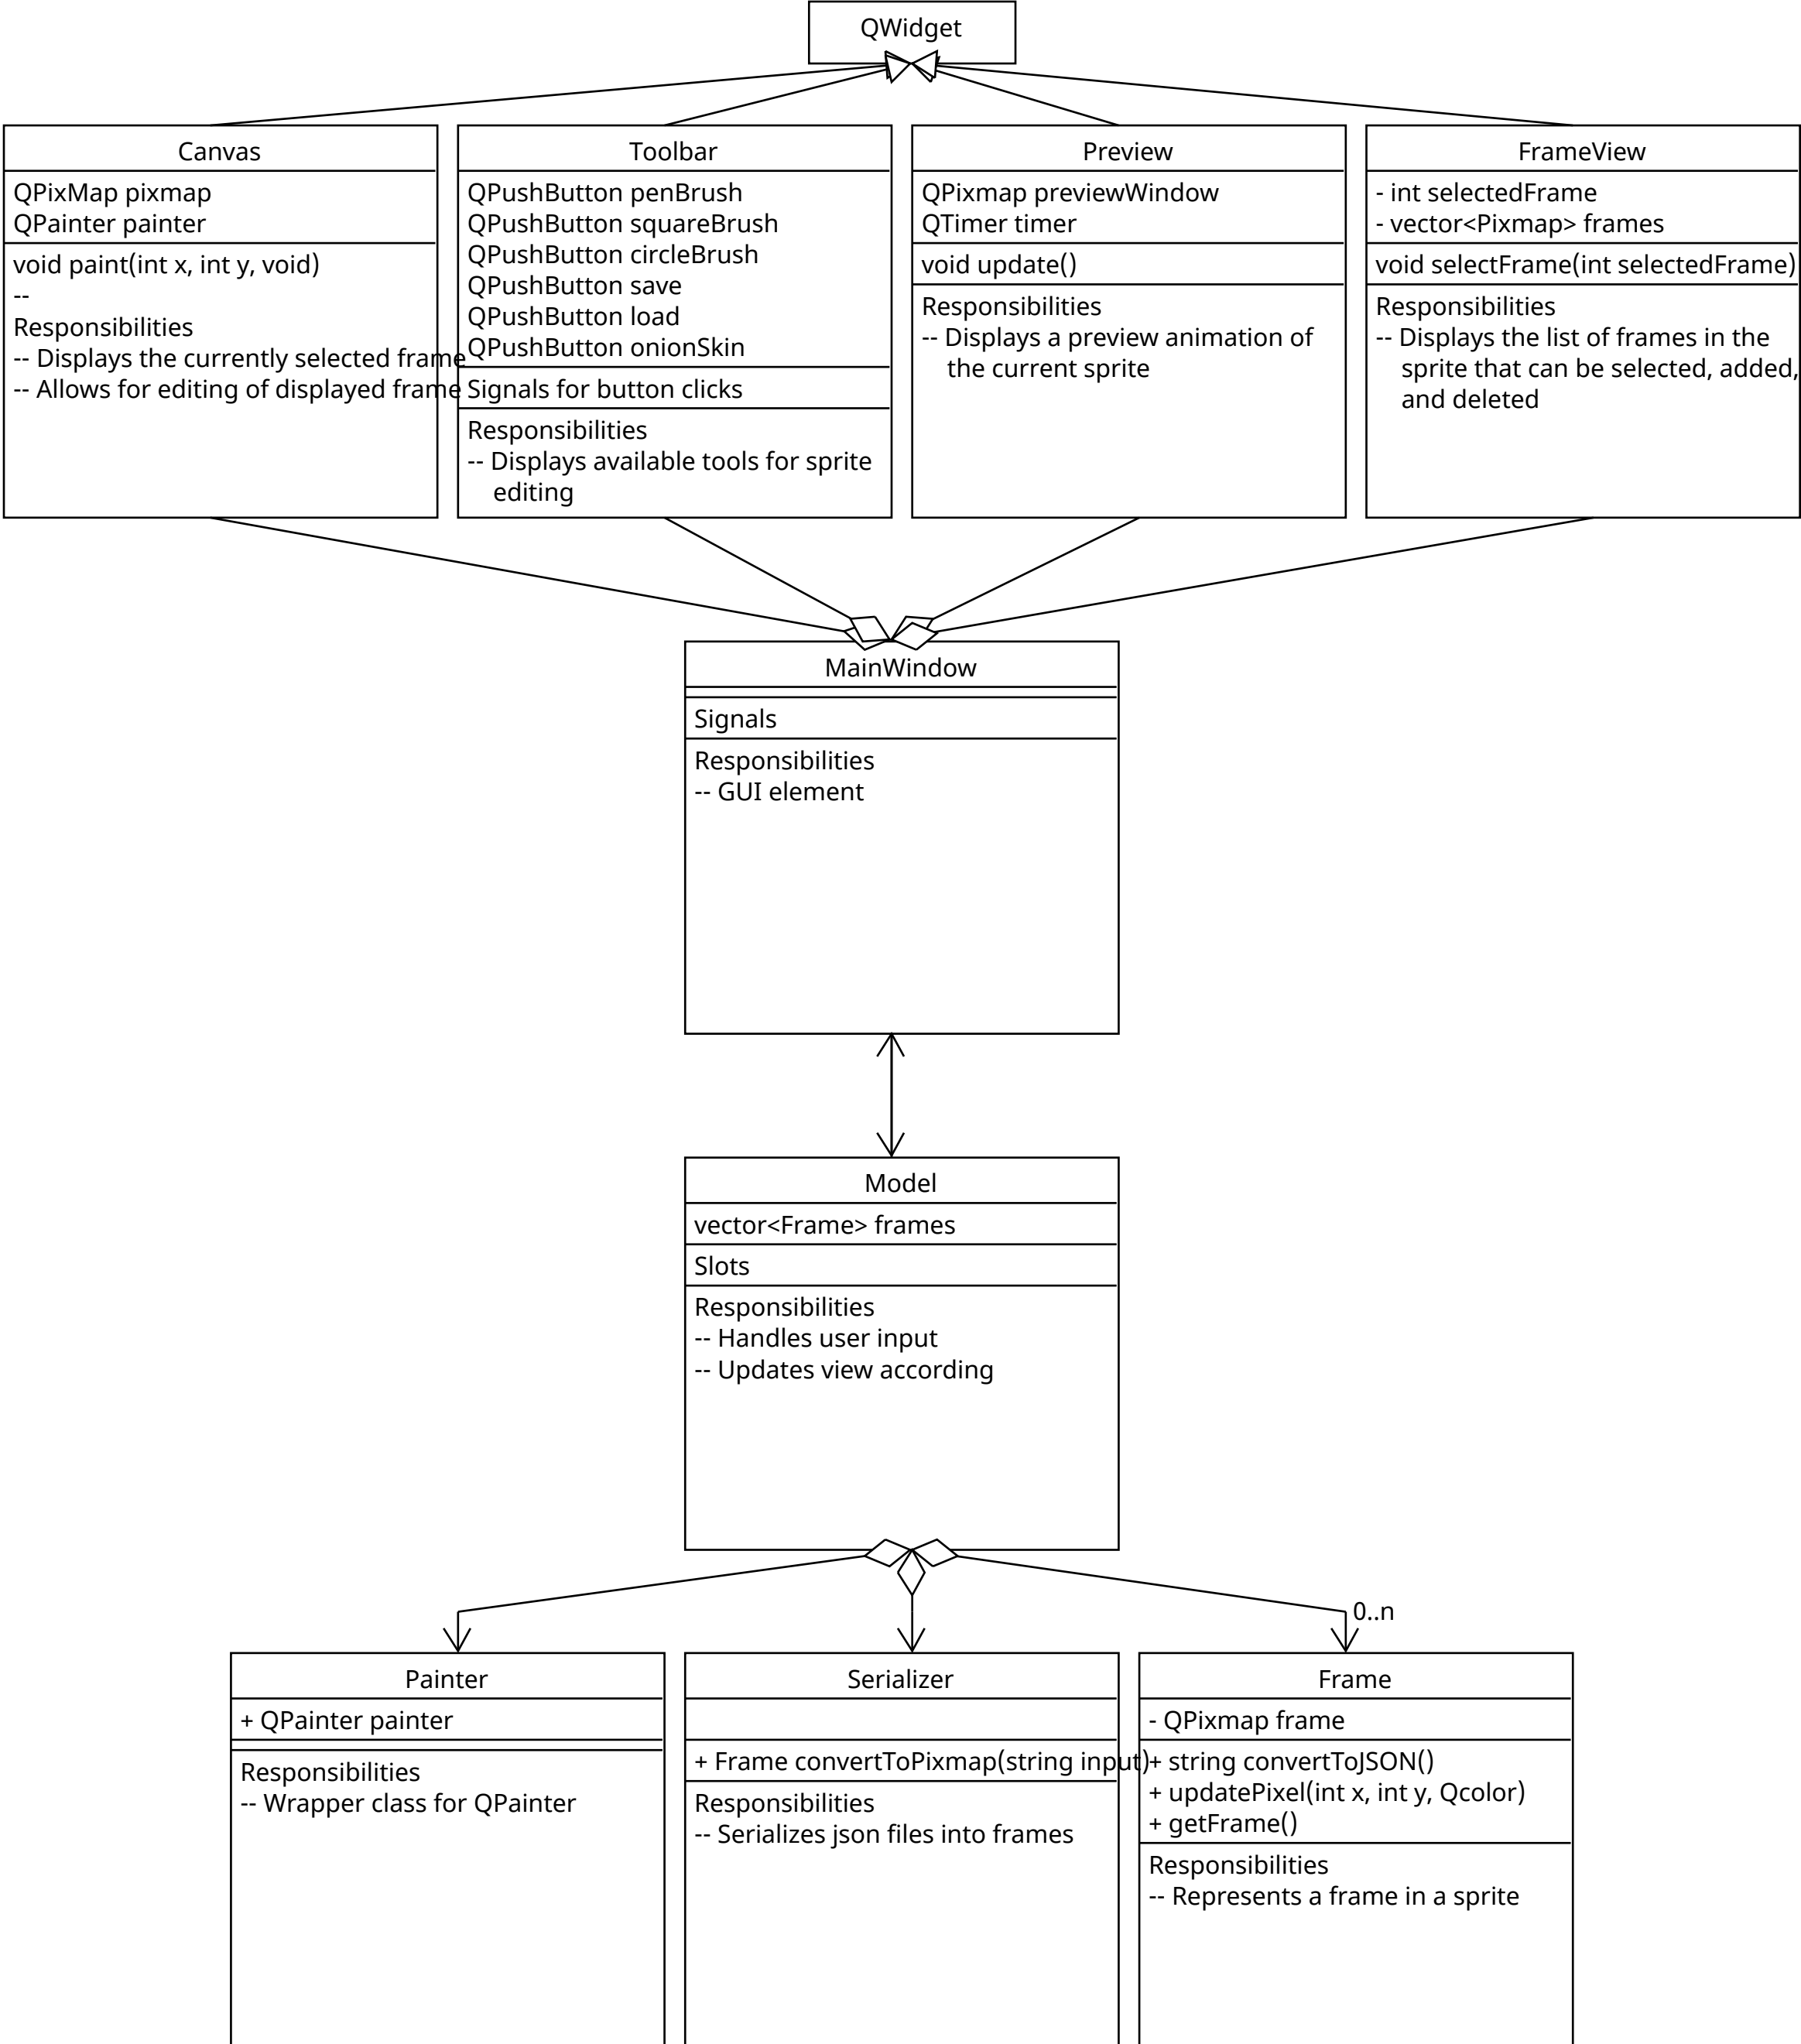 QWidget
Canvas
QPixMap pixmap
QPainter painter
void paint(int x, int y, void)
--
Responsibilities
-- Displays the currently selected frame
-- Allows for editing of displayed frame
Toolbar
QPushButton penBrush
QPushButton squareBrush
QPushButton circleBrush
QPushButton save
QPushButton load
QPushButton onionSkin
Signals for button clicks
Responsibilities
-- Displays available tools for sprite
editing
Preview
QPixmap previewWindow
QTimer timer
void update()
Responsibilities
-- Displays a preview animation of
the current sprite
FrameView
- int selectedFrame
- vector<Pixmap> frames
void selectFrame(int selectedFrame)
Responsibilities
-- Displays the list of frames in the
sprite that can be selected, added,
and deleted
MainWindow
Signals
Responsibilities
-- GUI element
Model
vector<Frame> frames
Slots
Responsibilities
-- Handles user input
-- Updates view according
0..n
Painter
+ QPainter painter
Responsibilities
-- Wrapper class for QPainter
Serializer
+ Frame convertToPixmap(string input)
Responsibilities
-- Serializes json files into frames
Frame
- QPixmap frame
+ string convertToJSON()
+ updatePixel(int x, int y, Qcolor)
+ getFrame()
Responsibilities
-- Represents a frame in a sprite